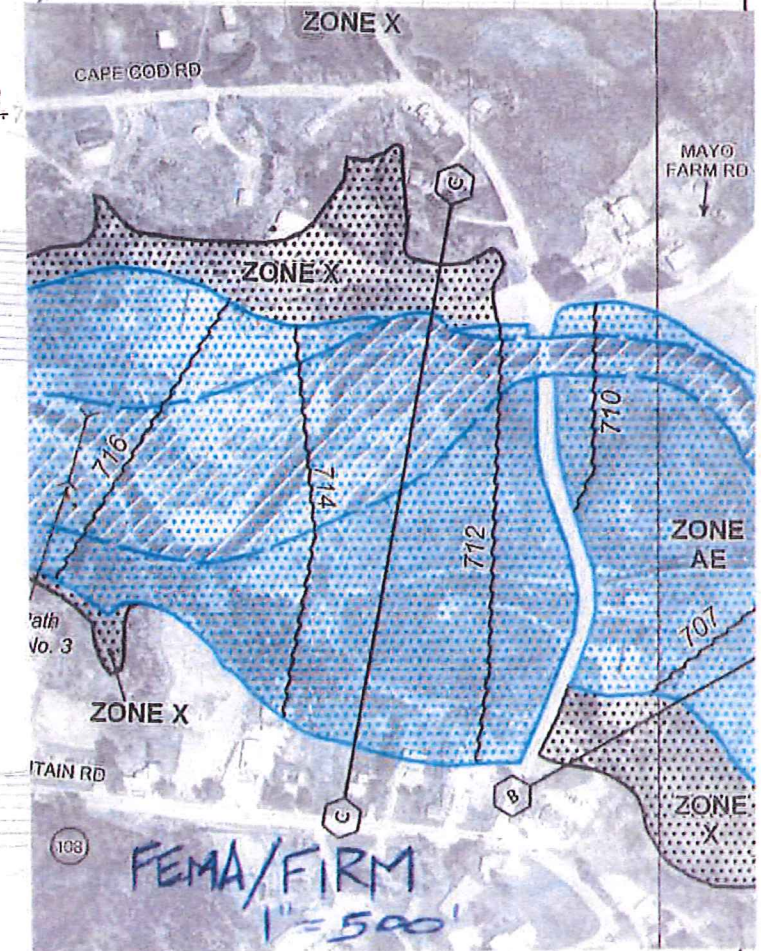 ZONE X
CAPE COD RD
MAYO
FARM RD
C
ZONE X
716
714
712
710
ZONE
AE
707
Path
No. 3
ZONE X
TAIN RD
C
B
ZONE
X
108
FEMA/FIRM
1"=500'